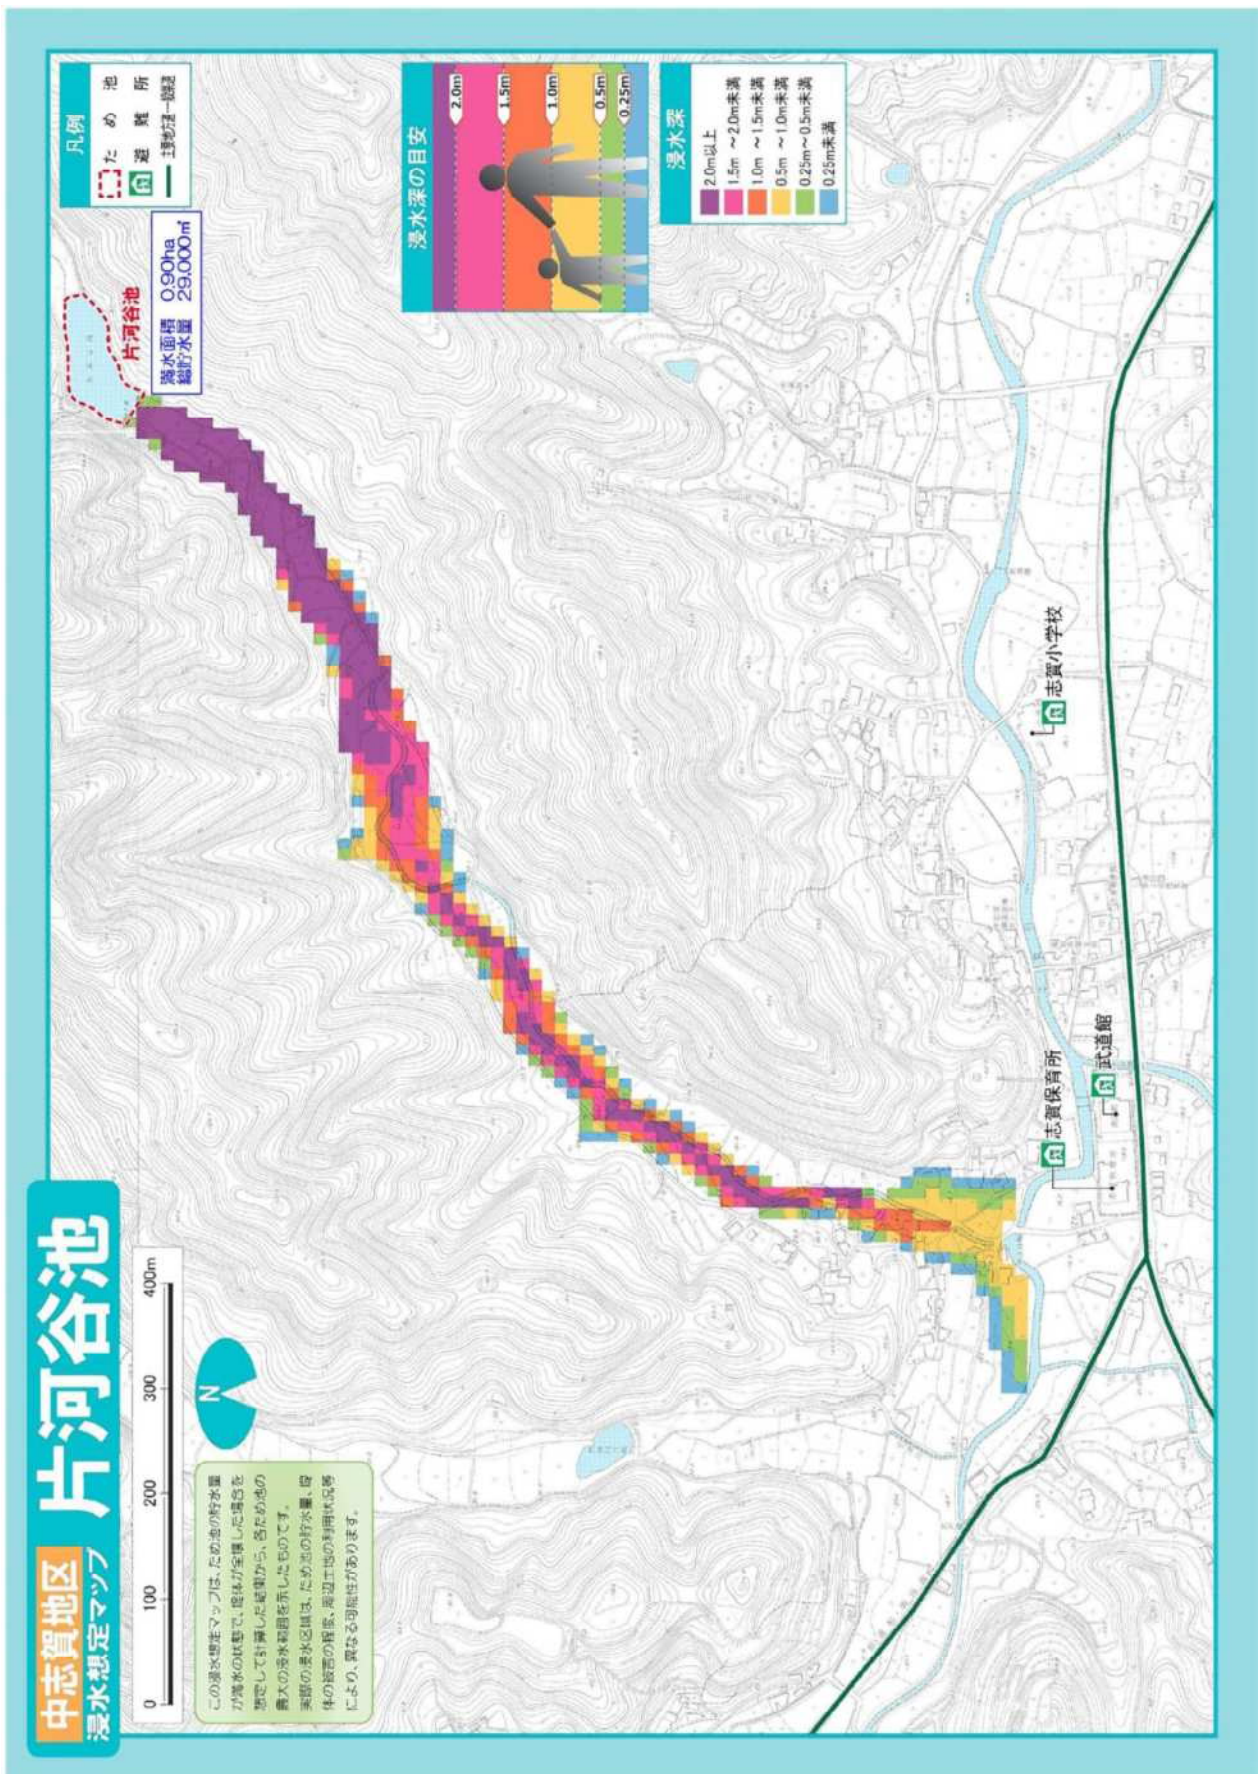 中志賀地区
浸水想定マップ
片河谷池
0 100 200 300 400m
N
この浸水想定マップは、ため池の貯水量
が満水の状態で、堤体が全壊した場合を
想定して計算した結果から、各ため池の
最大の浸水範囲を示したものです。
実際の浸水区域は、ため池の貯水量、堤
体の被害の程度、周辺土地の利用状況等
により、異なる可能性があります。
片河谷池
満水面積 0.90ha
総貯水量 29,000㎥
凡例
ため池
避難所
主要地方道・一般県道
浸水深の目安
2.0m
1.5m
1.0m
0.5m
0.25m
浸水深
2.0m以上
1.5m ～2.0m未満
1.0m ～1.5m未満
0.5m ～1.0m未満
0.25m～0.5m未満
0.25m未満
志賀小学校
志賀保育所
武道館